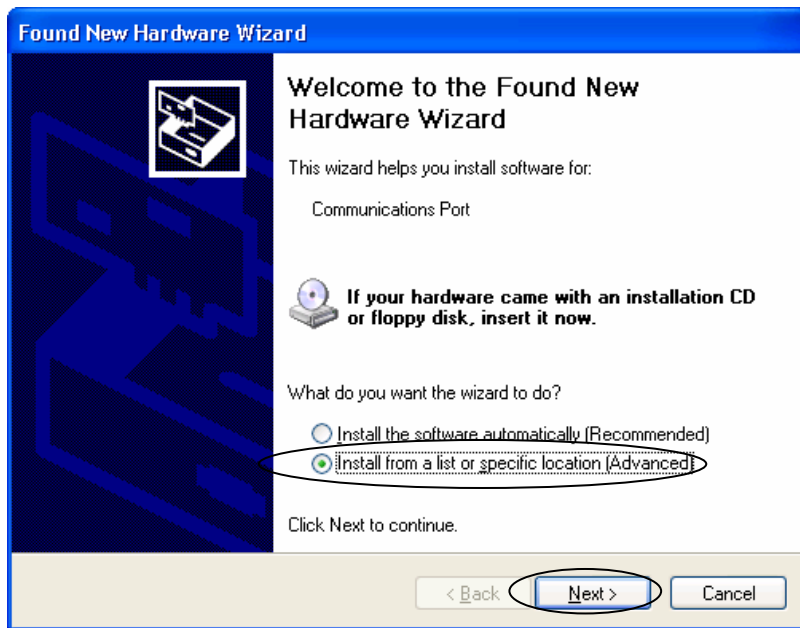 Found New Hardware Wizard
Welcome to the Found New
Hardware Wizard
This wizard helps you install software for:
Communications Port
If your hardware came with an installation CD
or floppy disk, insert it now.
What do you want the wizard to do?
Install the software automatically (Recommended)
Install from a list or specific location (Advanced)
Click Next to continue.
< Back Next > Cancel